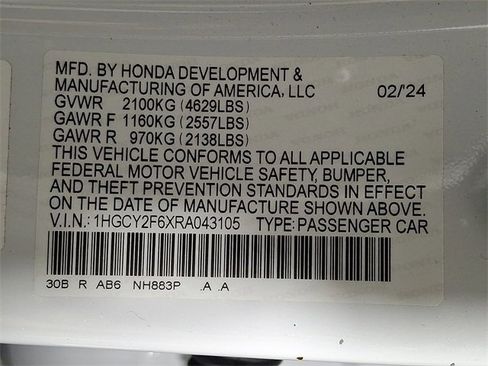 MFD. BY HONDA DEVELOPMENT &
MANUFACTURING OF AMERICA, LLC 02/'24
GVWR 2100KG (4629LBS)
GAWR F 1160KG (2557LBS)
GAWR R 970KG (2138LBS)
THIS VEHICLE CONFORMS TO ALL APPLICABLE
FEDERAL MOTOR VEHICLE SAFETY, BUMPER,
AND THEFT PREVENTION STANDARDS IN EFFECT
ON THE DATE OF MANUFACTURE SHOWN ABOVE.
V.I.N.: 1HGCY2F6XRA043105 TYPE: PASSENGER CAR
30B R AB6 NH883P .A .A